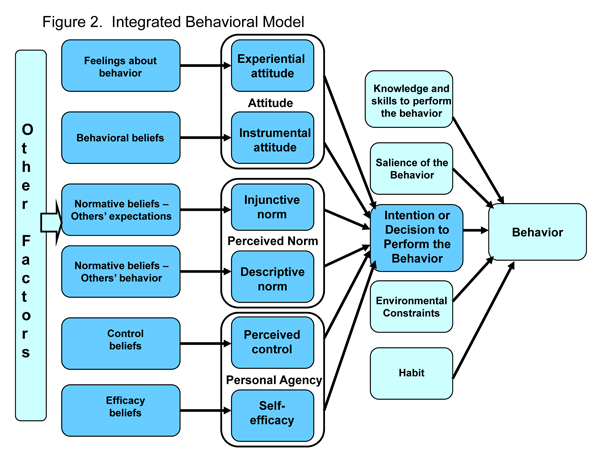 Figure 2. Integrated Behavioral Model
Other Factors
Feelings about
behavior
Behavioral beliefs
Normative beliefs –
Others’ expectations
Normative beliefs –
Others’ behavior
Control
beliefs
Efficacy
beliefs
Experiential
attitude
Attitude
Instrumental
attitude
Injunctive
norm
Perceived Norm
Descriptive
norm
Perceived
control
Personal Agency
Self-
efficacy
Intention or
Decision to
Perform the
Behavior
Knowledge and
skills to perform
the behavior
Salience of the
Behavior
Environmental
Constraints
Habit
Behavior